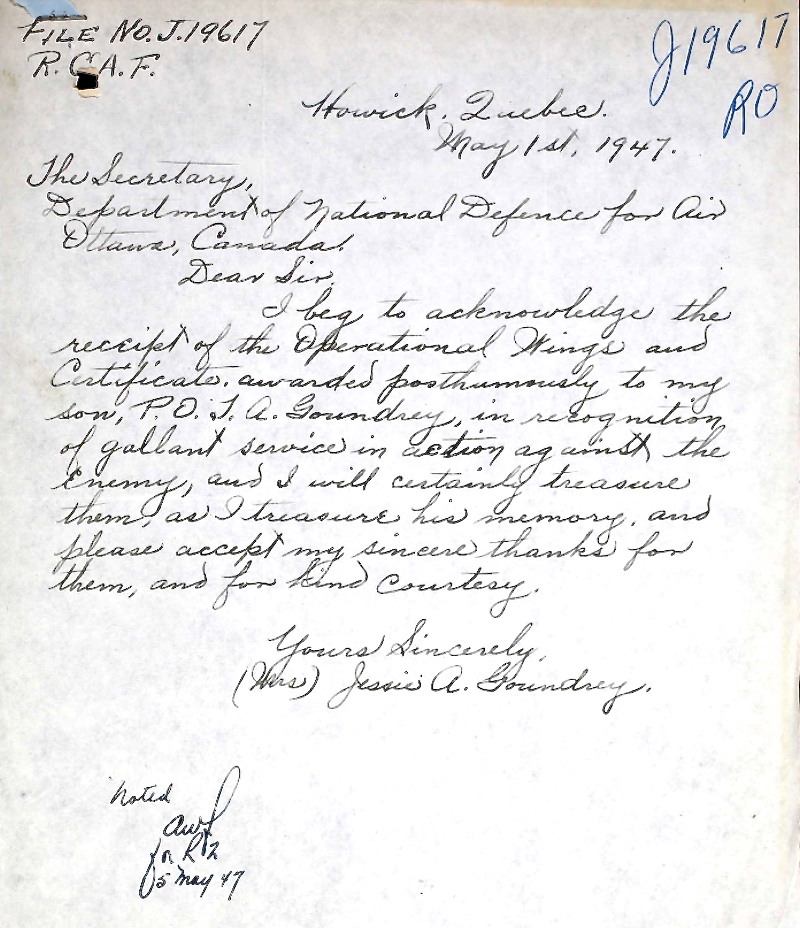 FILE NO. J.19617
R.C.A.F.
J19617
RO
Howick. Quebec.
May 1st, 1947.
The Secretary,
Department of National Defence for Air
Ottawa, Canada.
Dear Sir,
I beg to acknowledge the
receipt of the Operational Wings and
Certificate. awarded posthumously to my
son, P.O. J. A. Goundrey, in recognition
of gallant service in action against the
Enemy, and I will certainly treasure
them, as I treasure his memory, and
please accept my sincere thanks for
them, and for kind courtesy.
Yours Sincerely,
(Mrs) Jessie A. Goundrey.
Noted
for R2
5 May 47